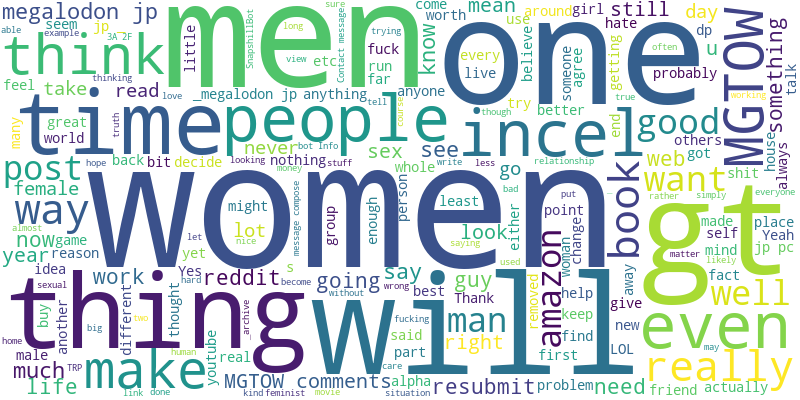 megalodon jp
men
one
think
time
people
women
will
thing
gt
incel
MGTOW
book
amazon
even
well
really
want
good
make
way
post
man
now
year
life
much
work
reddit
MGTOW comments
resubmit
need
going
say
see
look
guy
right
know
mean
still
day
something
u
jp_
3A 2F
seem
able
example
little
long
SnapshillBot
view
etc
fuck
sure
trying
Contact message
come
worth
use
run
far
around
girl
hate
dp
believe
every
live
someone
agree
getting
probably
often
talk
feel
take
read
_megalodon jp
anything
anyone
tell
course
try
better
true
working
many
thinking
love
great
world
truth
never
bot Info
though
end
others
web
got
house
always
hope
back
bit
decide
looking
nothing
stuff
sex
whole
write
less
go
relationship
shit
everyone
female
might
money
message compose
enough
person
least
bad
either
put
rather
made
self
simply
place
Yeah
almost
lot
let
nice
group
saying
used
point
woman
change
away
mind
jp pc
matter
likely
fact
game
reason
yet
s
idea
Yes
hard
become
without
wrong
best
Thank
removed
help
give
keep
find
new
LOL
may
friend
actually
first
problem
said
part
fucking
care
alpha
situation
home
sexual
buy
another
big
different
two
thought
human
youtube
real
_archive
male
TRP
link
done
kind
feminist
movie